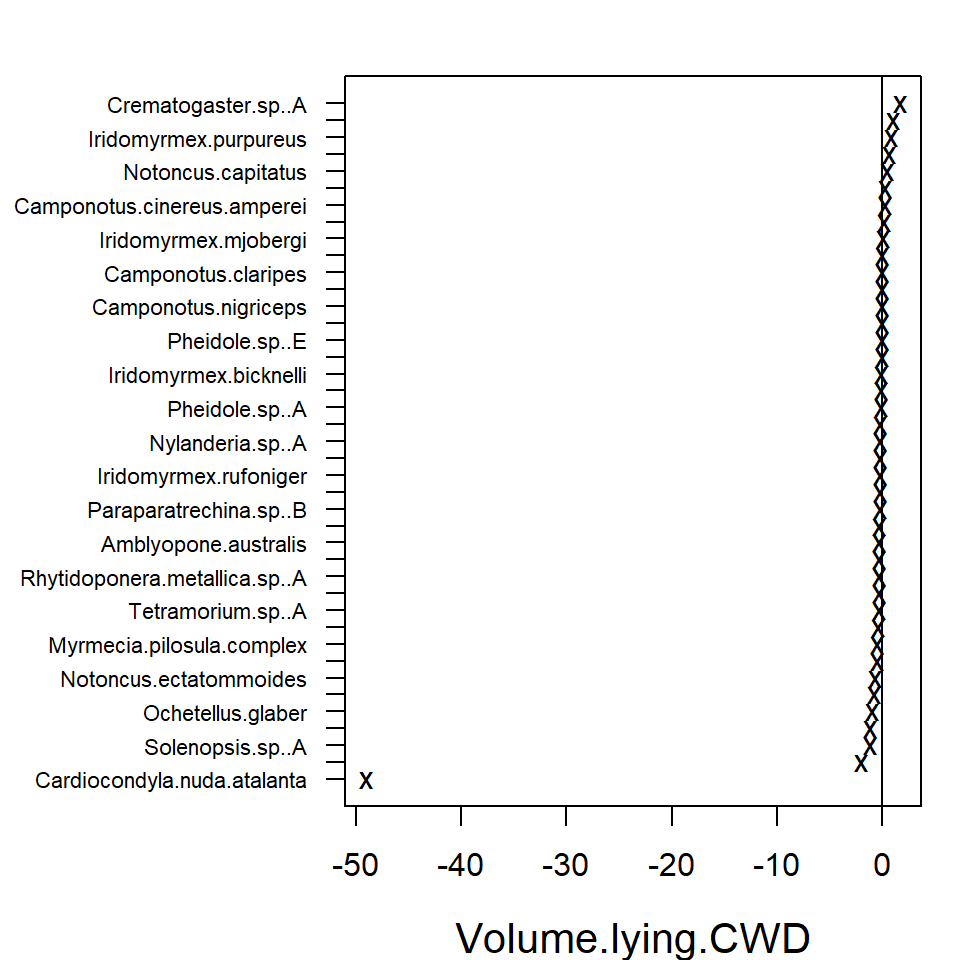 Crematogaster.sp..A
Iridomyrmex.purpureus
Notoncus.capitatus
Camponotus.cinereus.amperei
Iridomyrmex.mjobergi
Camponotus.claripes
Camponotus.nigriceps
Pheidole.sp..E
Iridomyrmex.bicknelli
Pheidole.sp..A
Nylanderia.sp..A
Iridomyrmex.rufoniger
Paraparatrechina.sp..B
Amblyopone.australis
Rhytidoponera.metallica.sp..A
Tetramorium.sp..A
Myrmecia.pilosula.complex
Notoncus.ectatommoides
Ochetellus.glaber
Solenopsis.sp..A
Cardiocondyla.nuda.atalanta
-50 -40 -30 -20 -10 0
Volume.lying.CWD